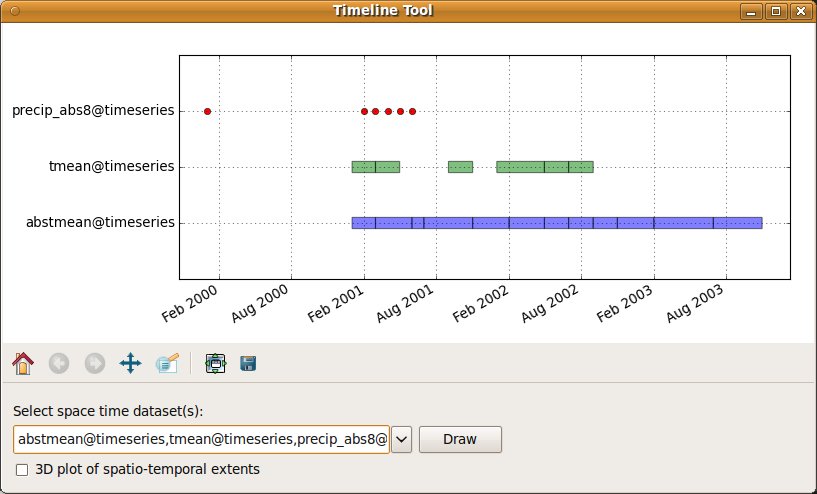 Timeline Tool
precip_abs8@timeseries
tmean@timeseries
abstmean@timeseries
Feb 2000
Aug 2000
Feb 2001
Aug 2001
Feb 2002
Aug 2002
Feb 2003
Aug 2003
Select space time dataset(s):
abstmean@timeseries,tmean@timeseries,precip_abs8@
Draw
3D plot of spatio-temporal extents